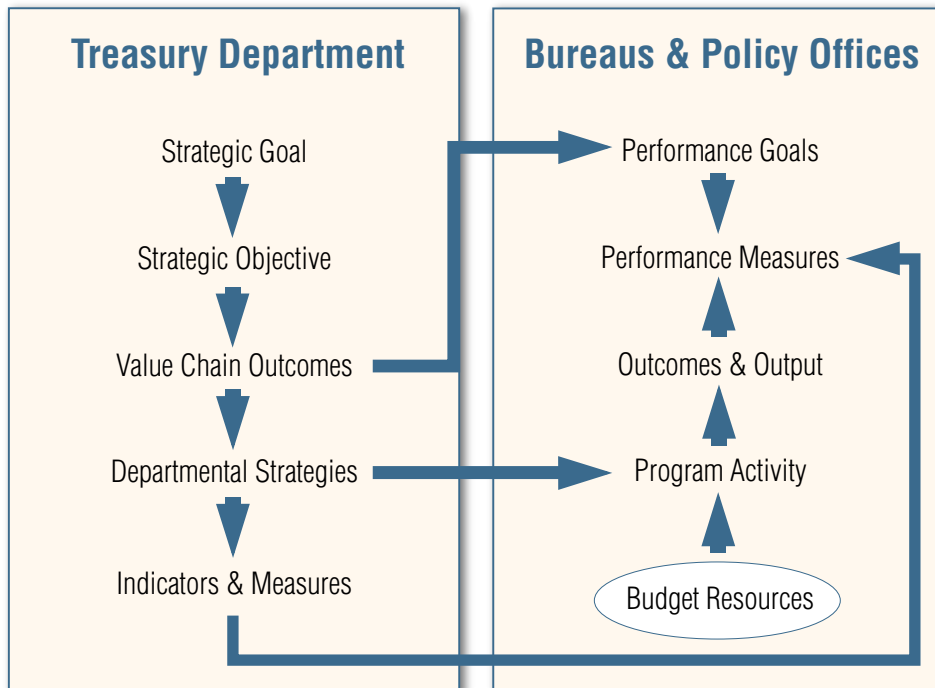 Treasury Department
Strategic Goal
Strategic Objective
Value Chain Outcomes
Departmental Strategies
Indicators & Measures
Bureaus & Policy Offices
Performance Goals
Performance Measures
Outcomes & Output
Program Activity
Budget Resources